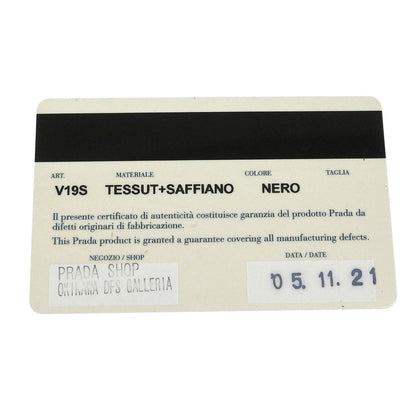 ART. MATERIALE COLORE TAGLIA
V19S TESSUT+SAFFIANO NERO
Il presente certificato di autenticità costituisce garanzia del prodotto Prada da
difetti originari di fabbricazione.
This Prada product is granted a guarantee covering all manufacturing defects.
NEGOZIO / SHOP DATA / DATE
PRADA SHOP
OKINAWA DFS GALLERIA '05. 11. 21